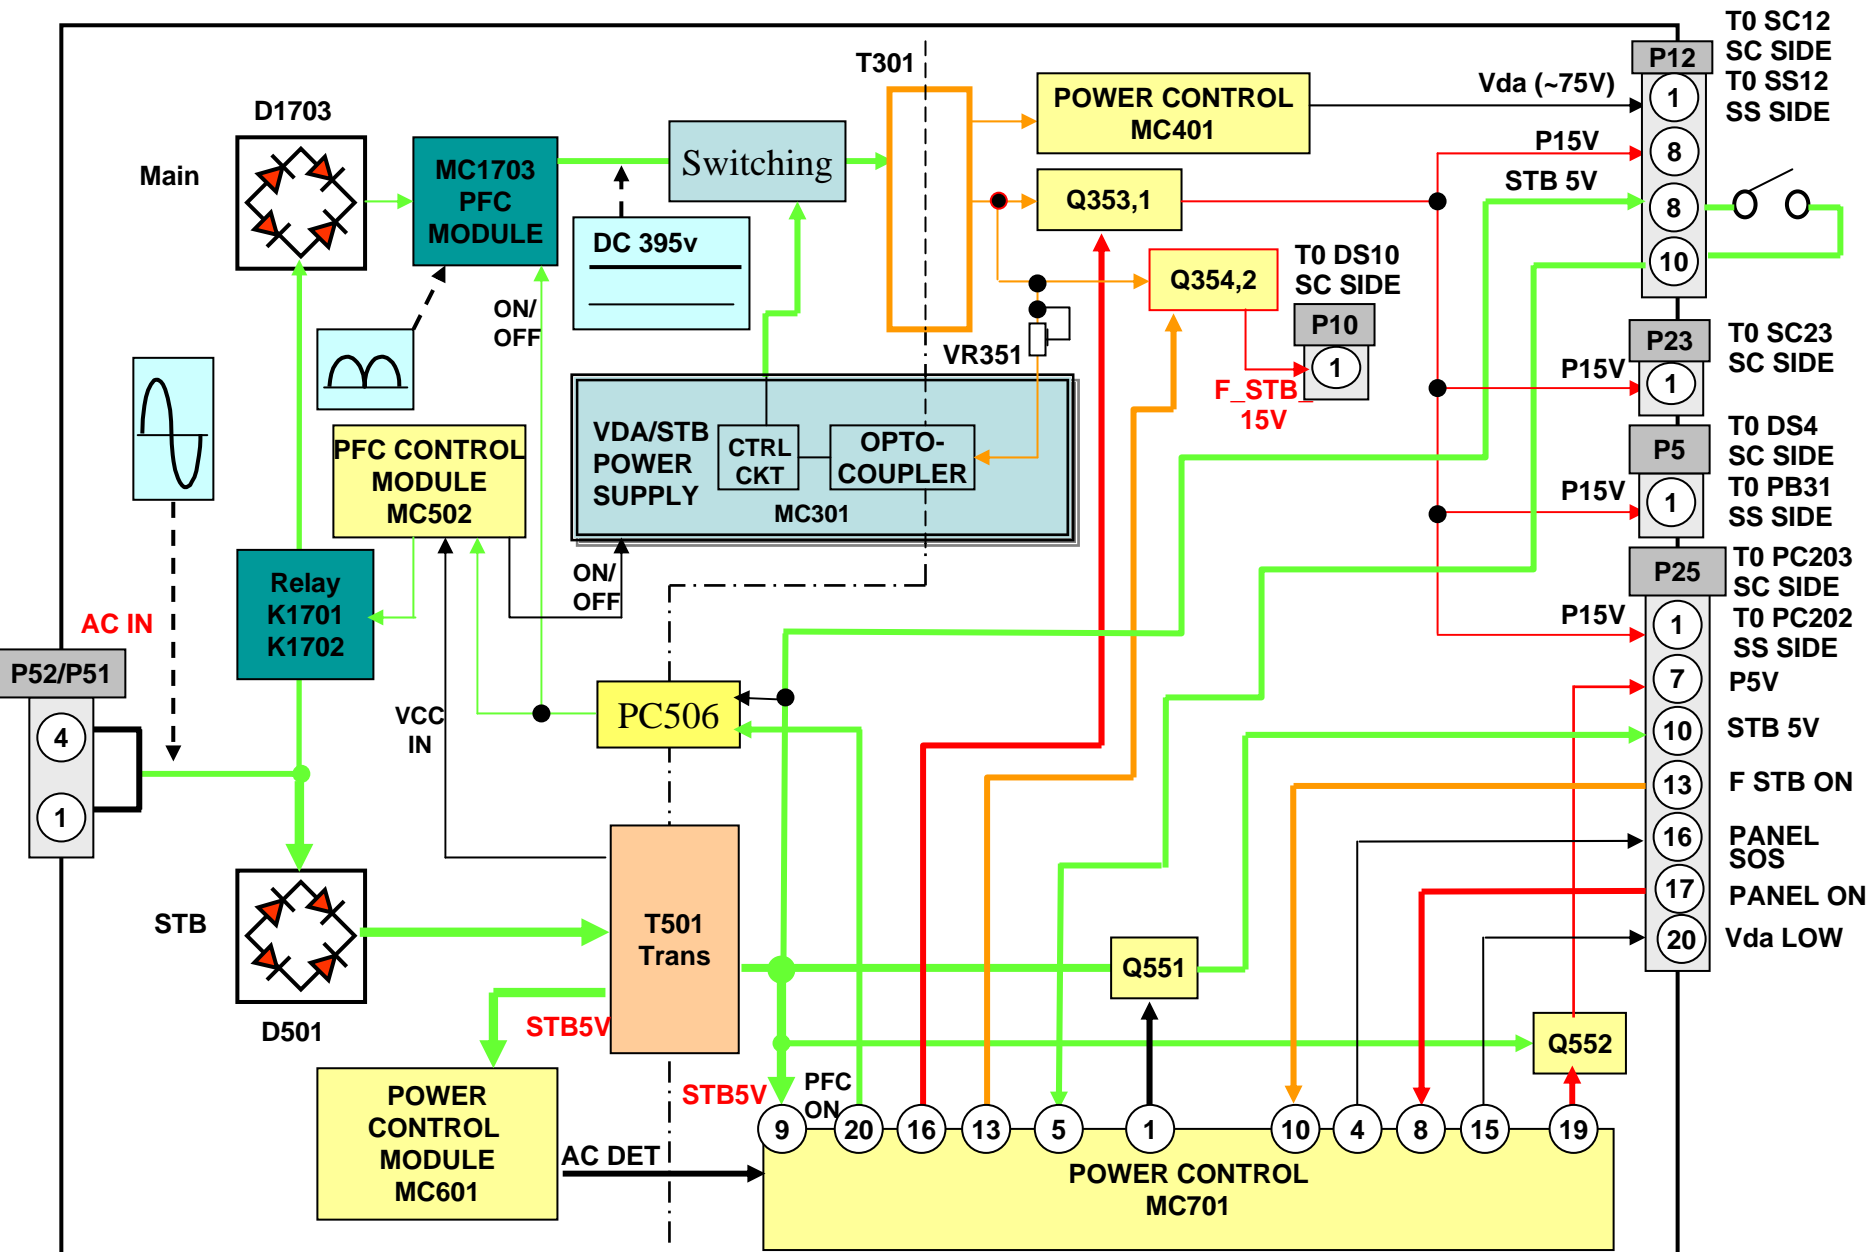 T0 SC12
SC SIDE
T0 SS12
SS SIDE
P12
1
8
8
10
T301
POWER CONTROL
MC401
Vda (~75V)
P15V
STB 5V
D1703
Main
MC1703
PFC
MODULE
Switching
Q353,1
DC 395v
Q354,2
T0 DS10
SC SIDE
P10
1
F_STB_
15V
ON/
OFF
VR351
P23
1
T0 SC23
SC SIDE
P15V
P5
1
T0 DS4
SC SIDE
T0 PB31
SS SIDE
P15V
VDA/STB
POWER
SUPPLY
CTRL
CKT
OPTO-
COUPLER
MC301
PFC CONTROL
MODULE
MC502
Relay
K1701
K1702
ON/
OFF
AC IN
P52/P51
4
1
VCC
IN
PC506
P25
T0 PC203
SC SIDE
T0 PC202
SS SIDE
P15V
1
7
P5V
10
STB 5V
13
F STB ON
16
PANEL
SOS
17
PANEL ON
20
Vda LOW
STB
D501
T501
Trans
Q551
Q552
STB5V
STB5V
PFC
ON
POWER
CONTROL
MODULE
MC601
AC DET
9
20
16
13
5
1
10
4
8
15
19
POWER CONTROL
MC701